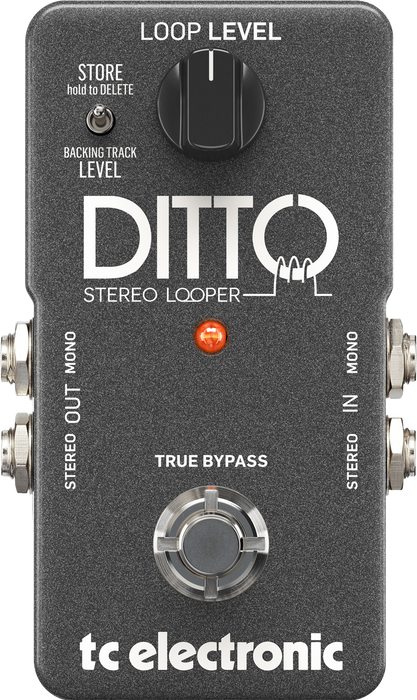 LOOP LEVEL
STORE
hold to DELETE
BACKING TRACK
LEVEL
DITTO
STEREO LOOPER
MONO
OUT
STEREO
MONO
IN
STEREO
TRUE BYPASS
tc electronic